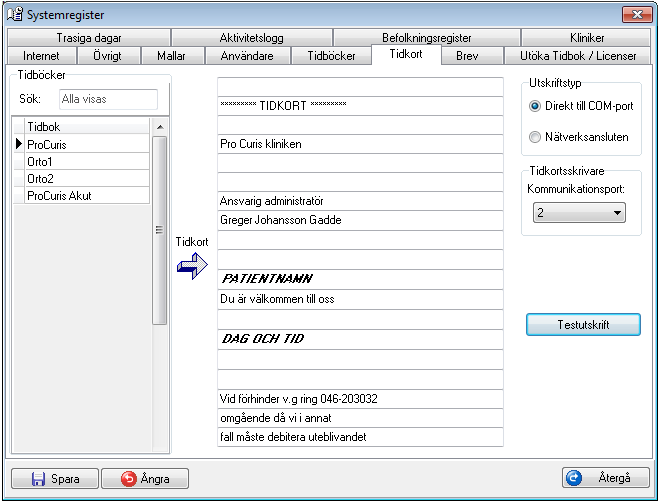 Systemregister
Trasiga dagar Aktivitetslogg Befolkningsregister Kliniker
Internet Övrigt Mallar Användare Tidböcker Tidkort Brev Utöka Tidbok / Licenser
Tidböcker
Sök: Alla visas
Tidbok
ProCuris
Orto1
Orto2
ProCuris Akut
Tidkort
********* TIDKORT *********
Pro Curis kliniken
Ansvarig administratör
Greger Johansson Gadde
PATIENTNAMN
Du är välkommen till oss
DAG OCH TID
Vid förhinder v.g ring 046-203032
omgående då vi i annat
fall måste debitera uteblivandet
Utskriftstyp
Direkt till COM-port
Nätverksansluten
Tidkortsskrivare
Kommunikationsport:
2
Testutskrift
Spara Ångra Återgå